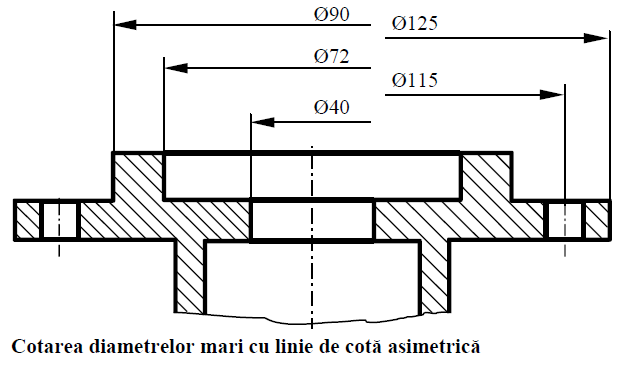 Ø90
Ø125
Ø72
Ø115
Ø40
Cotarea diametrelor mari cu linie de cotă asimetrică